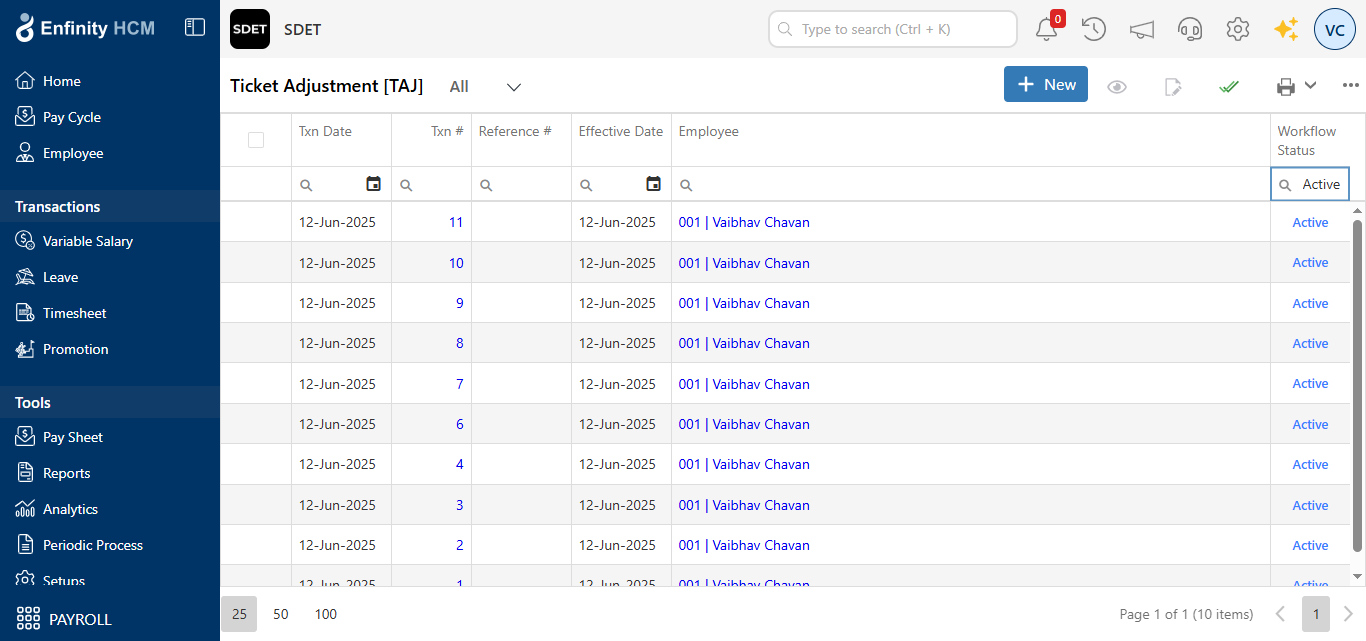 Enfinity HCM
SDET SDET
Type to search (Ctrl + K)
0
VC
Home
Pay Cycle
Employee
Transactions
Variable Salary
Leave
Timesheet
Promotion
Tools
Pay Sheet
Reports
Analytics
Periodic Process
Setups
PAYROLL
Ticket Adjustment [TAJ] All
New
Txn Date Txn # Reference # Effective Date Employee Workflow Status
Active
12-Jun-2025 11 12-Jun-2025 001 | Vaibhav Chavan Active
12-Jun-2025 10 12-Jun-2025 001 | Vaibhav Chavan Active
12-Jun-2025 9 12-Jun-2025 001 | Vaibhav Chavan Active
12-Jun-2025 8 12-Jun-2025 001 | Vaibhav Chavan Active
12-Jun-2025 7 12-Jun-2025 001 | Vaibhav Chavan Active
12-Jun-2025 6 12-Jun-2025 001 | Vaibhav Chavan Active
12-Jun-2025 4 12-Jun-2025 001 | Vaibhav Chavan Active
12-Jun-2025 3 12-Jun-2025 001 | Vaibhav Chavan Active
12-Jun-2025 2 12-Jun-2025 001 | Vaibhav Chavan Active
12-Jun-2025 1 12-Jun-2025 001 | Vaibhav Chavan Active
25 50 100
Page 1 of 1 (10 items) 1